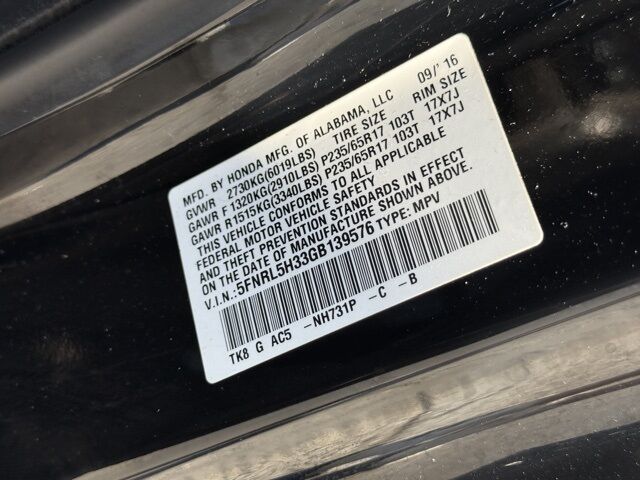 MFD. BY HONDA MFG. OF ALABAMA, LLC 09/'16
GVWR 2730KG(6019LBS) TIRE SIZE RIM SIZE
GAWR F 1320KG(2910LBS) P235/65R17 103T 17X7J
GAWR R1515KG(3340LBS) P235/65R17 103T 17X7J
THIS VEHICLE CONFORMS TO ALL APPLICABLE
FEDERAL MOTOR VEHICLE SAFETY
AND THEFT PREVENTION STANDARDS IN EFFECT
ON THE DATE OF MANUFACTURE SHOWN ABOVE.
V.I.N.:5FNRL5H33GB139576 TYPE: MPV
TK8 G AC5 -NH731P -C -B